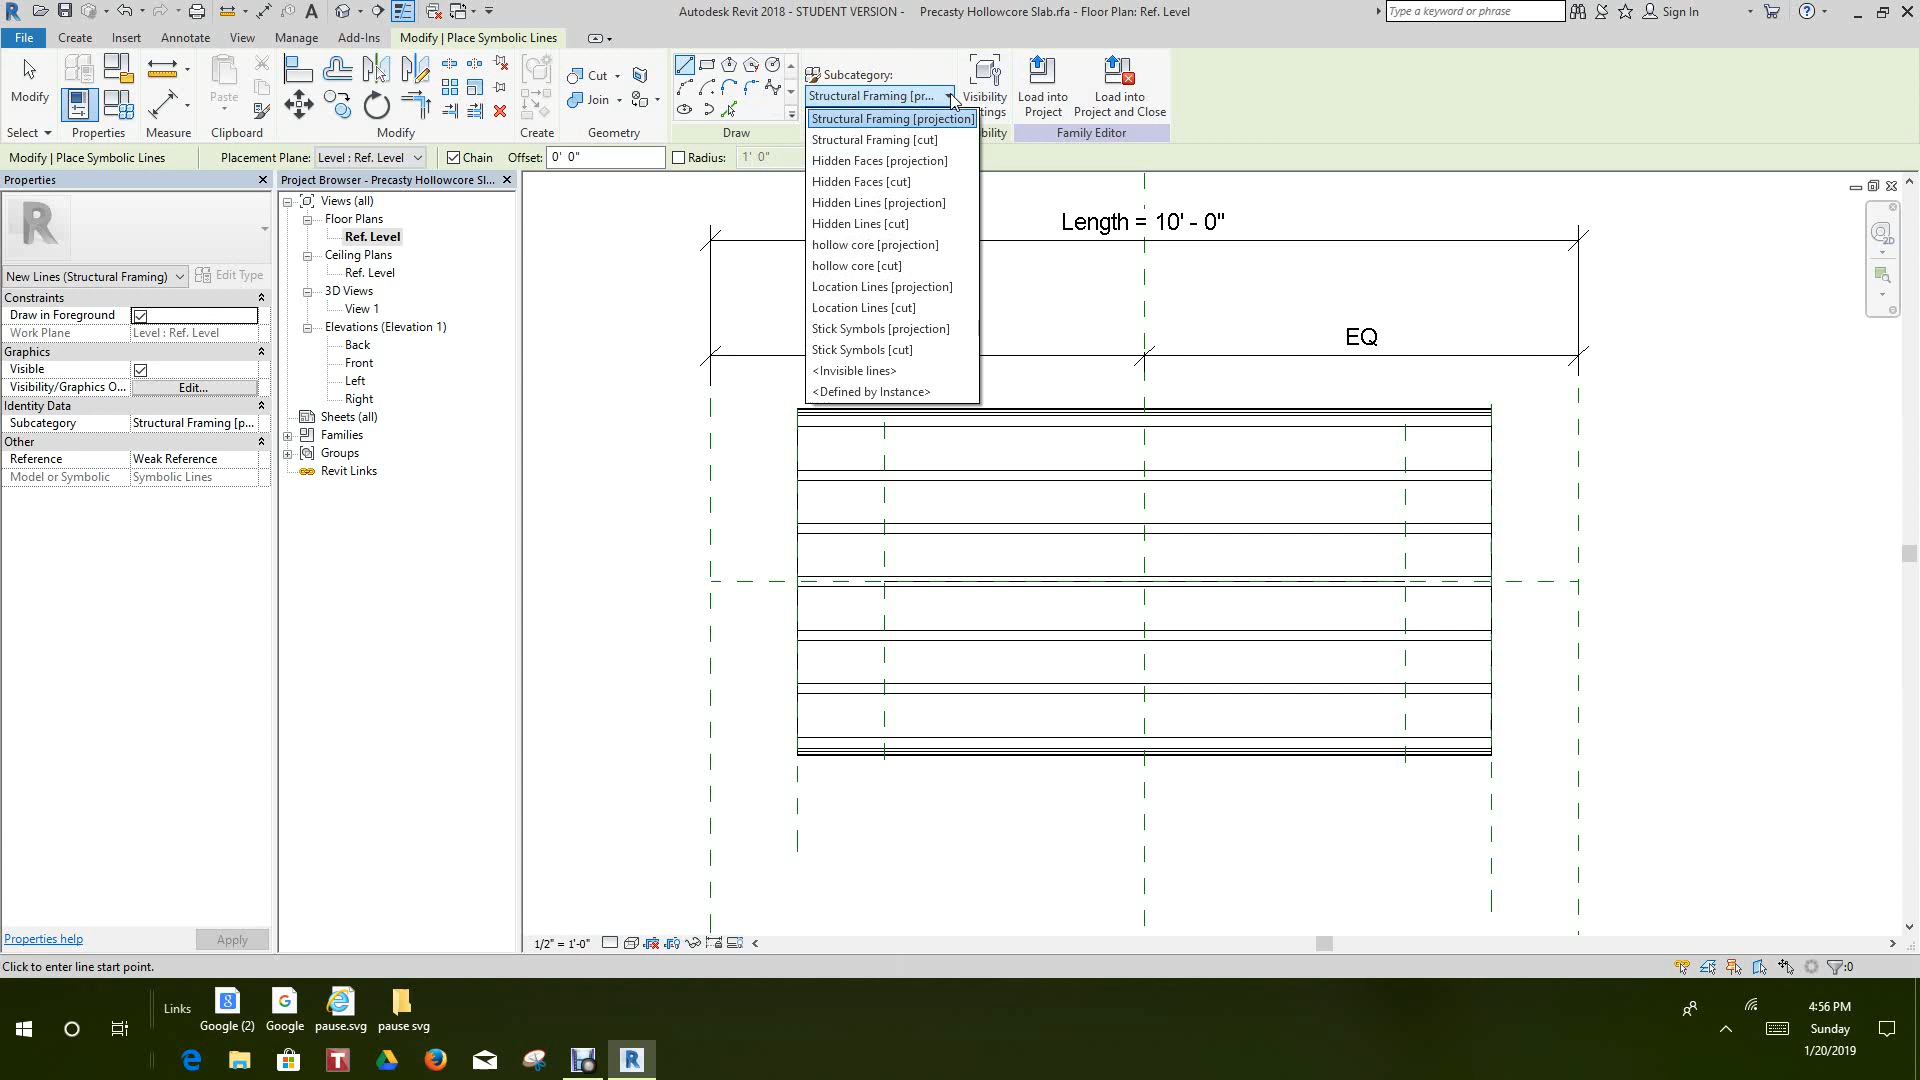 Autodesk Revit 2018 - STUDENT VERSION -    Precasty Hollowcore Slab.rfa - Floor Plan: Ref. Level
Type a keyword or phrase
Sign In
File Create Insert Annotate View Manage Add-Ins Modify | Place Symbolic Lines
Modify
Paste
Cut
Join
Subcategory:
Structural Framing [pr...
Visibility
Load into
Project
Load into
Project and Close
Select Properties Measure Clipboard Modify Create Geometry Draw Family Editor
Modify | Place Symbolic Lines
Placement Plane: Level : Ref. Level
Chain Offset: 0' 0"
Radius: 1' 0"
Structural Framing [projection]
Structural Framing [cut]
Hidden Faces [projection]
Hidden Faces [cut]
Hidden Lines [projection]
Hidden Lines [cut]
hollow core [projection]
hollow core [cut]
Location Lines [projection]
Location Lines [cut]
Stick Symbols [projection]
Stick Symbols [cut]
<Invisible lines>
<Defined by Instance>
Properties
New Lines (Structural Framing)
Edit Type
Constraints
Draw in Foreground
Work Plane Level : Ref. Level
Graphics
Visible
Visibility/Graphics O... Edit...
Identity Data
Subcategory Structural Framing [p...
Other
Reference Weak Reference
Model or Symbolic Symbolic Lines
Properties help
Apply
Project Browser - Precasty Hollowcore Sl...
Views (all)
Floor Plans
Ref. Level
Ceiling Plans
Ref. Level
3D Views
View 1
Elevations (Elevation 1)
Back
Front
Left
Right
Sheets (all)
Families
Groups
Revit Links
Length = 10' - 0"
EQ
2D
1/2" = 1'-0"
Click to enter line start point.
:0
Links
Google (2)
Google
pause.svg
pause svg
4:56 PM
Sunday
1/20/2019